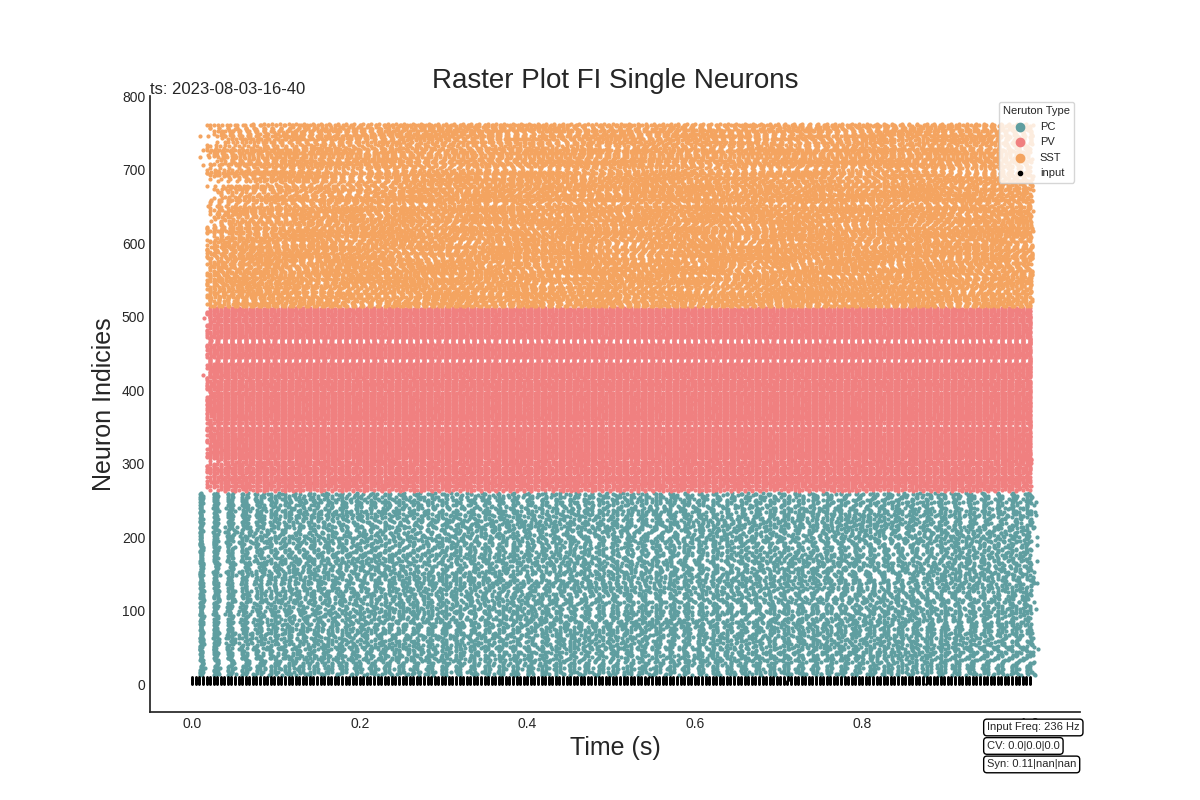 Raster Plot FI Single Neurons
ts: 2023-08-03-16-40
Neruton Type
PC
PV
SST
input
Neuron Indicies
800
700
600
500
400
300
200
100
0
0.0
0.2
0.4
0.6
0.8
Time (s)
Input Freq: 236 Hz
CV: 0.0|0.0|0.0
Syn: 0.11|nan|nan